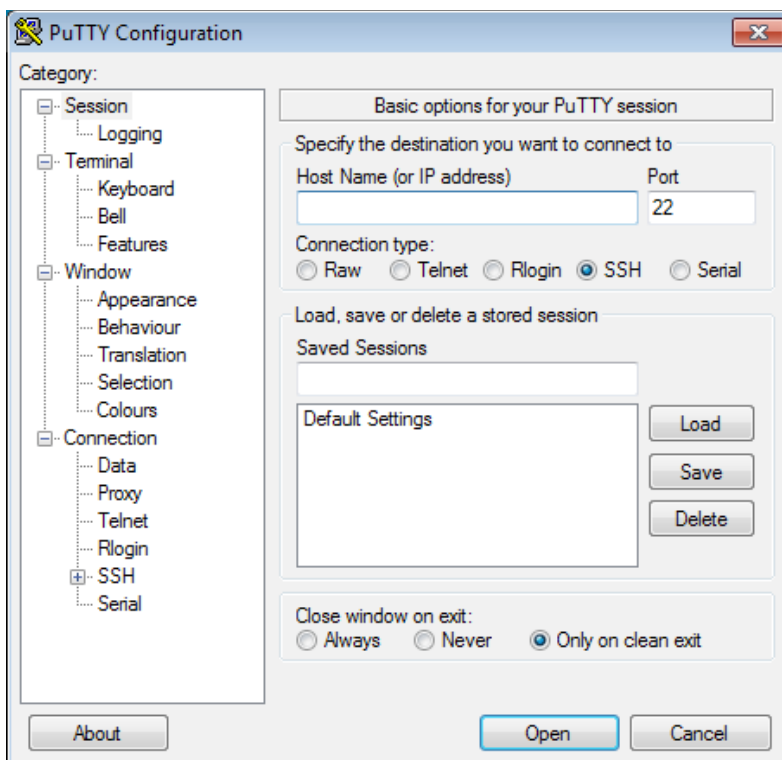 PuTTY Configuration
Category:
Session
Logging
Terminal
Keyboard
Bell
Features
Window
Appearance
Behaviour
Translation
Selection
Colours
Connection
Data
Proxy
Telnet
Rlogin
SSH
Serial
Basic options for your PuTTY session
Specify the destination you want to connect to
Host Name (or IP address) Port
22
Connection type:
Raw Telnet Rlogin SSH Serial
Load, save or delete a stored session
Saved Sessions
Default Settings
Load
Save
Delete
Close window on exit:
Always Never Only on clean exit
About Open Cancel